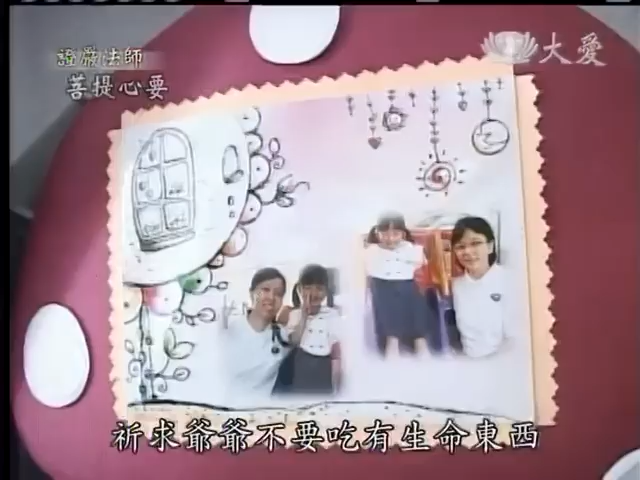 證嚴法師
菩提心要
大愛
祈求爺爺不要吃有生命東西